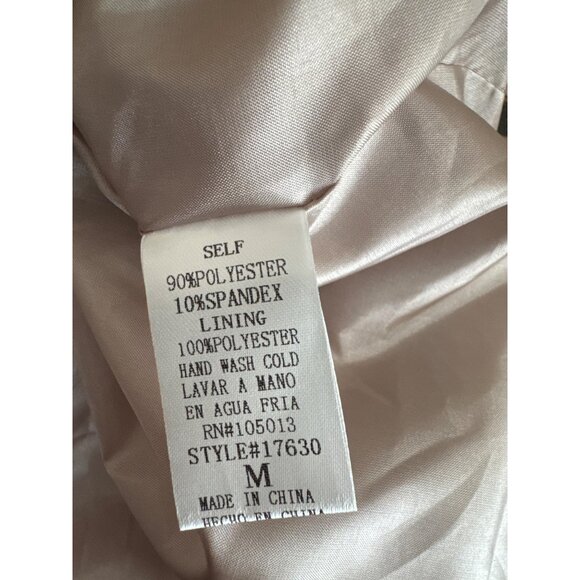 SELF
90%POLYESTER
10%SPANDEX
LINING
100%POLYESTER
HAND WASH COLD
LAVAR A MANO
EN AGUA FRIA
RN#105013
STYLE#17630
M
MADE IN CHINA
HECHO EN CHINA